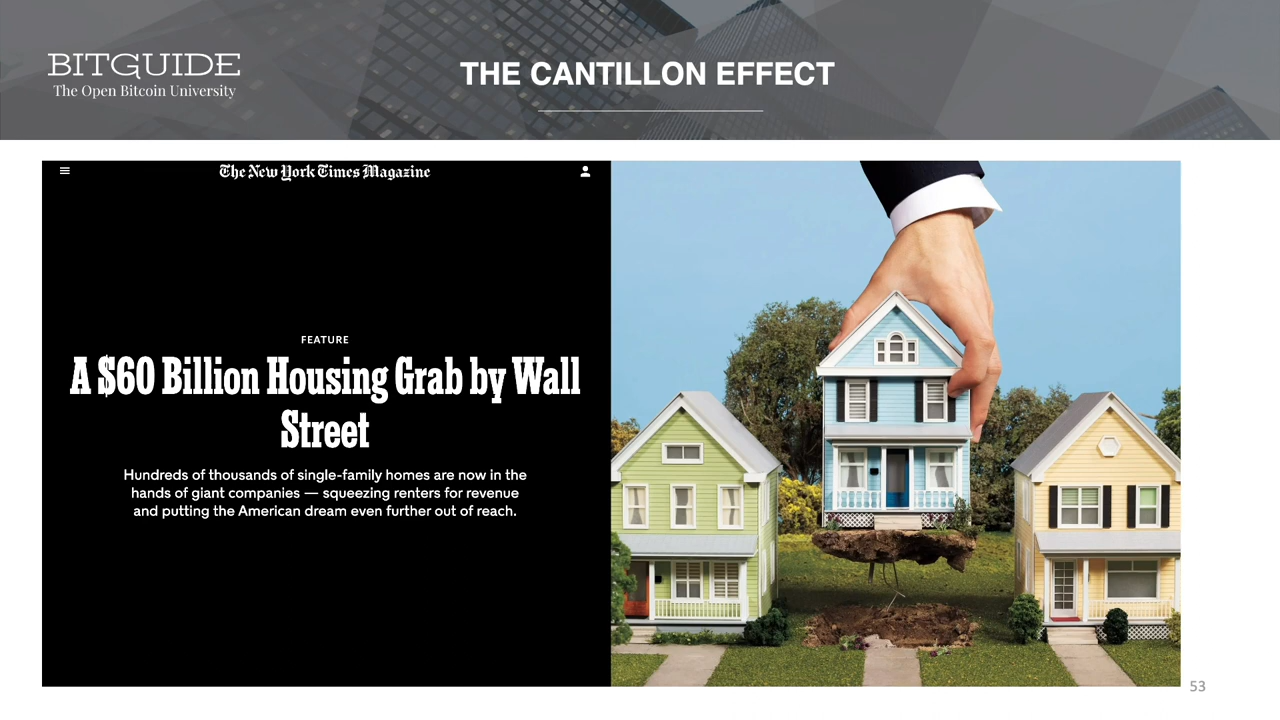 BITGUIDE
The Open Bitcoin University
THE CANTILLON EFFECT
The New York Times Magazine
FEATURE
A $60 Billion Housing Grab by Wall
Street
Hundreds of thousands of single-family homes are now in the
hands of giant companies — squeezing renters for revenue
and putting the American dream even further out of reach.
53